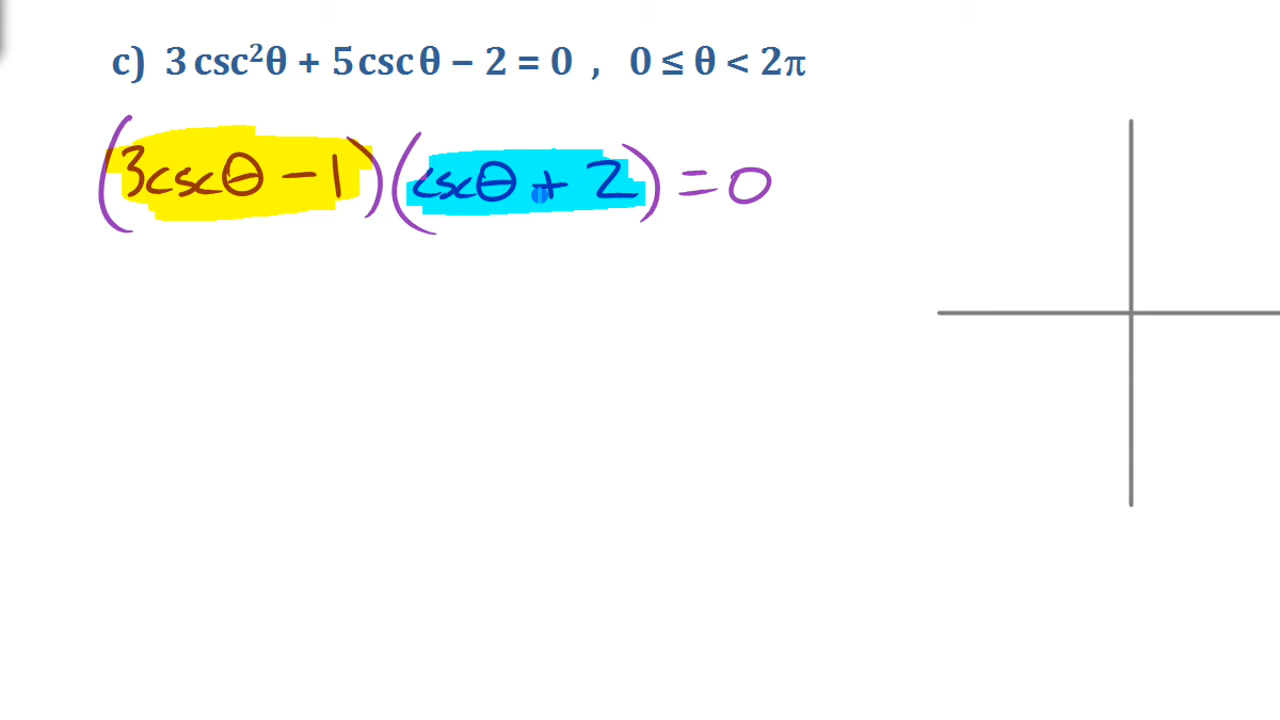 c) 3 csc²θ + 5 csc θ − 2 = 0 , 0 ≤ θ < 2π
(3cscθ − 1)(cscθ + 2) = 0